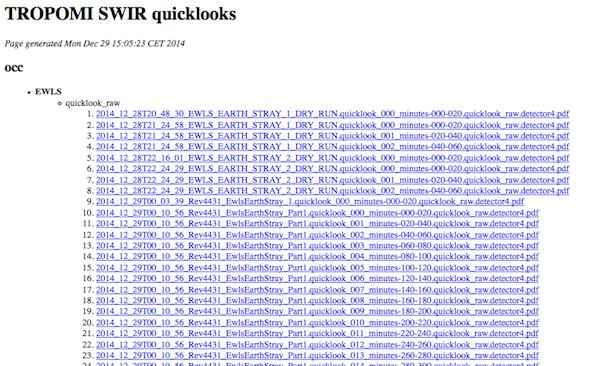 TROPOMI SWIR quicklooks
Page generated Mon Dec 29 15:05:23 CET 2014
occ
EWLS
quicklook_raw
1. 2014_12_28T20_48_30_EWLS_EARTH_STRAY_1_DRY_RUN.quicklook_000_minutes-000-020.quicklook_raw.detector4.pdf
2. 2014_12_28T21_24_58_EWLS_EARTH_STRAY_1_DRY_RUN.quicklook_000_minutes-000-020.quicklook_raw.detector4.pdf
3. 2014_12_28T21_24_58_EWLS_EARTH_STRAY_1_DRY_RUN.quicklook_001_minutes-020-040.quicklook_raw.detector4.pdf
4. 2014_12_28T21_24_58_EWLS_EARTH_STRAY_1_DRY_RUN.quicklook_002_minutes-040-060.quicklook_raw.detector4.pdf
5. 2014_12_28T22_16_01_EWLS_EARTH_STRAY_2_DRY_RUN.quicklook_000_minutes-000-020.quicklook_raw.detector4.pdf
6. 2014_12_28T22_24_29_EWLS_EARTH_STRAY_2_DRY_RUN.quicklook_000_minutes-000-020.quicklook_raw.detector4.pdf
7. 2014_12_28T22_24_29_EWLS_EARTH_STRAY_2_DRY_RUN.quicklook_001_minutes-020-040.quicklook_raw.detector4.pdf
8. 2014_12_28T22_24_29_EWLS_EARTH_STRAY_2_DRY_RUN.quicklook_002_minutes-040-060.quicklook_raw.detector4.pdf
9. 2014_12_29T00_03_39_Rev4431_EwlsEarthStray_1.quicklook_000_minutes-000-020.quicklook_raw.detector4.pdf
10. 2014_12_29T00_10_56_Rev4431_EwlsEarthStray_Part1.quicklook_000_minutes-000-020.quicklook_raw.detector4.pdf
11. 2014_12_29T00_10_56_Rev4431_EwlsEarthStray_Part1.quicklook_001_minutes-020-040.quicklook_raw.detector4.pdf
12. 2014_12_29T00_10_56_Rev4431_EwlsEarthStray_Part1.quicklook_002_minutes-040-060.quicklook_raw.detector4.pdf
13. 2014_12_29T00_10_56_Rev4431_EwlsEarthStray_Part1.quicklook_003_minutes-060-080.quicklook_raw.detector4.pdf
14. 2014_12_29T00_10_56_Rev4431_EwlsEarthStray_Part1.quicklook_004_minutes-080-100.quicklook_raw.detector4.pdf
15. 2014_12_29T00_10_56_Rev4431_EwlsEarthStray_Part1.quicklook_005_minutes-100-120.quicklook_raw.detector4.pdf
16. 2014_12_29T00_10_56_Rev4431_EwlsEarthStray_Part1.quicklook_006_minutes-120-140.quicklook_raw.detector4.pdf
17. 2014_12_29T00_10_56_Rev4431_EwlsEarthStray_Part1.quicklook_007_minutes-140-160.quicklook_raw.detector4.pdf
18. 2014_12_29T00_10_56_Rev4431_EwlsEarthStray_Part1.quicklook_008_minutes-160-180.quicklook_raw.detector4.pdf
19. 2014_12_29T00_10_56_Rev4431_EwlsEarthStray_Part1.quicklook_009_minutes-180-200.quicklook_raw.detector4.pdf
20. 2014_12_29T00_10_56_Rev4431_EwlsEarthStray_Part1.quicklook_010_minutes-200-220.quicklook_raw.detector4.pdf
21. 2014_12_29T00_10_56_Rev4431_EwlsEarthStray_Part1.quicklook_011_minutes-220-240.quicklook_raw.detector4.pdf
22. 2014_12_29T00_10_56_Rev4431_EwlsEarthStray_Part1.quicklook_012_minutes-240-260.quicklook_raw.detector4.pdf
23. 2014_12_29T00_10_56_Rev4431_EwlsEarthStray_Part1.quicklook_013_minutes-260-280.quicklook_raw.detector4.pdf